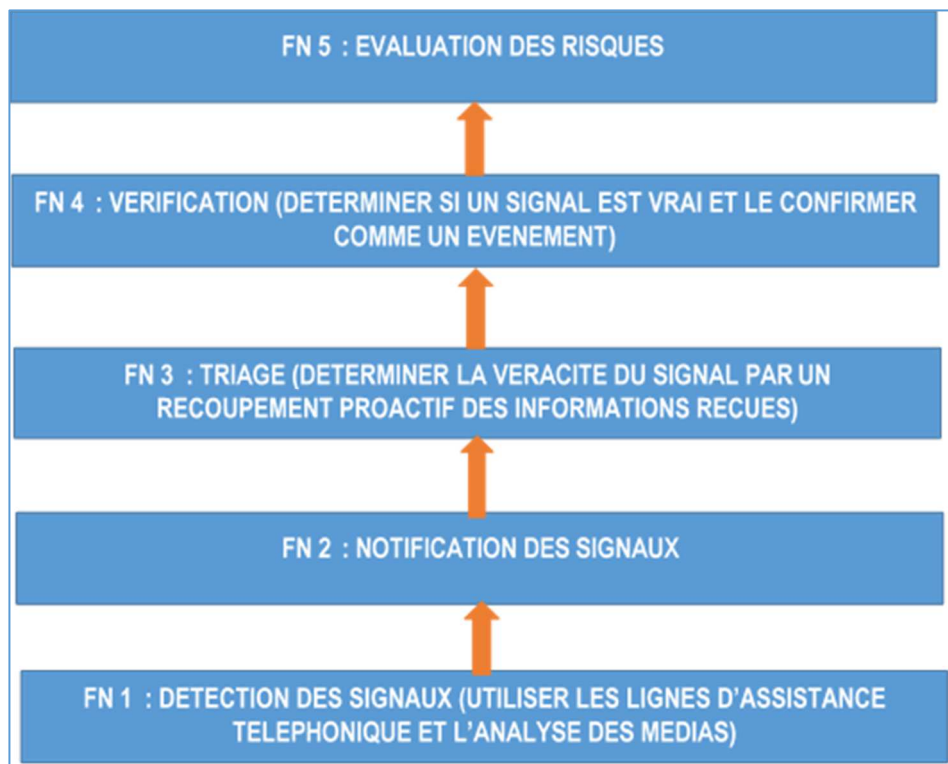 FN 5 : EVALUATION DES RISQUES
FN 4 : VERIFICATION (DETERMINER SI UN SIGNAL EST VRAI ET LE CONFIRMER
COMME UN EVENEMENT)
FN 3 : TRIAGE (DETERMINER LA VERACITE DU SIGNAL PAR UN
RECOUPEMENT PROACTIF DES INFORMATIONS RECUES)
FN 2 : NOTIFICATION DES SIGNAUX
FN 1 : DETECTION DES SIGNAUX (UTILISER LES LIGNES D'ASSISTANCE
TELEPHONIQUE ET L'ANALYSE DES MEDIAS)